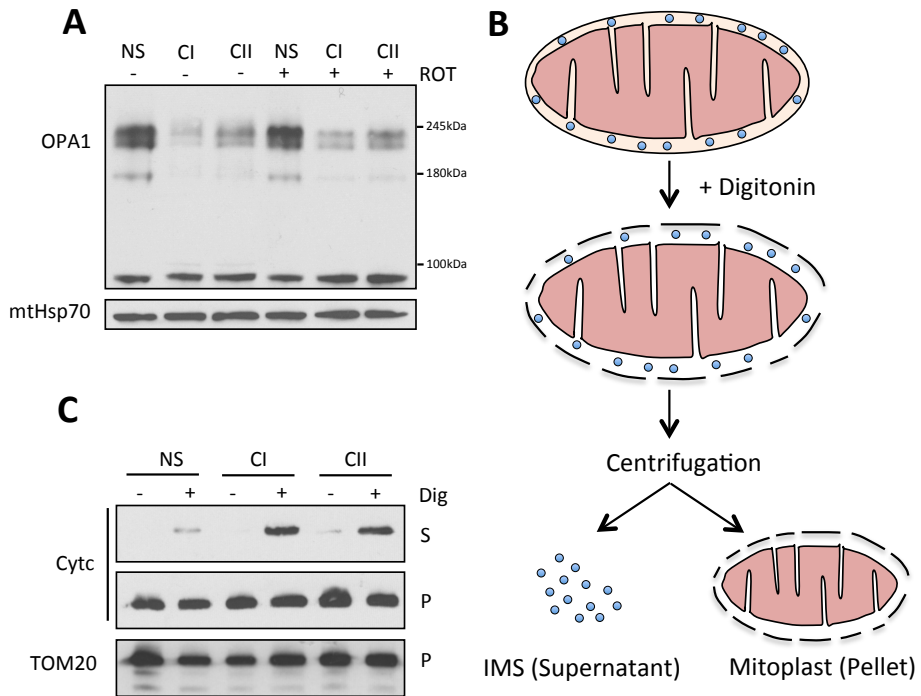 A
NS CI CII NS CI CII
- - - + + + ROT
OPA1
245kDa
180kDa
100kDa
mtHsp70
B
+ Digitonin
Centrifugation
IMS (Supernatant) Mitoplast (Pellet)
C
NS CI CII
- + - + - + Dig
Cytc
S
P
TOM20 P